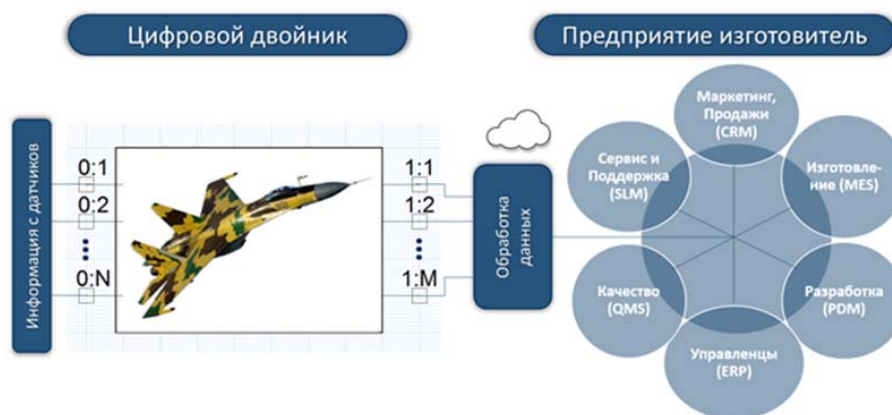 Цифровой двойник
Предприятие изготовитель
Информация с датчиков
0:1
0:2
0:N
1:1
1:2
1:M
Обработка
данных
Маркетинг,
Продажи
(CRM)
Сервис и
Поддержка
(SLM)
Изготовле-
ние (MES)
Качество
(QMS)
Разработка
(PDM)
Управленцы
(ERP)